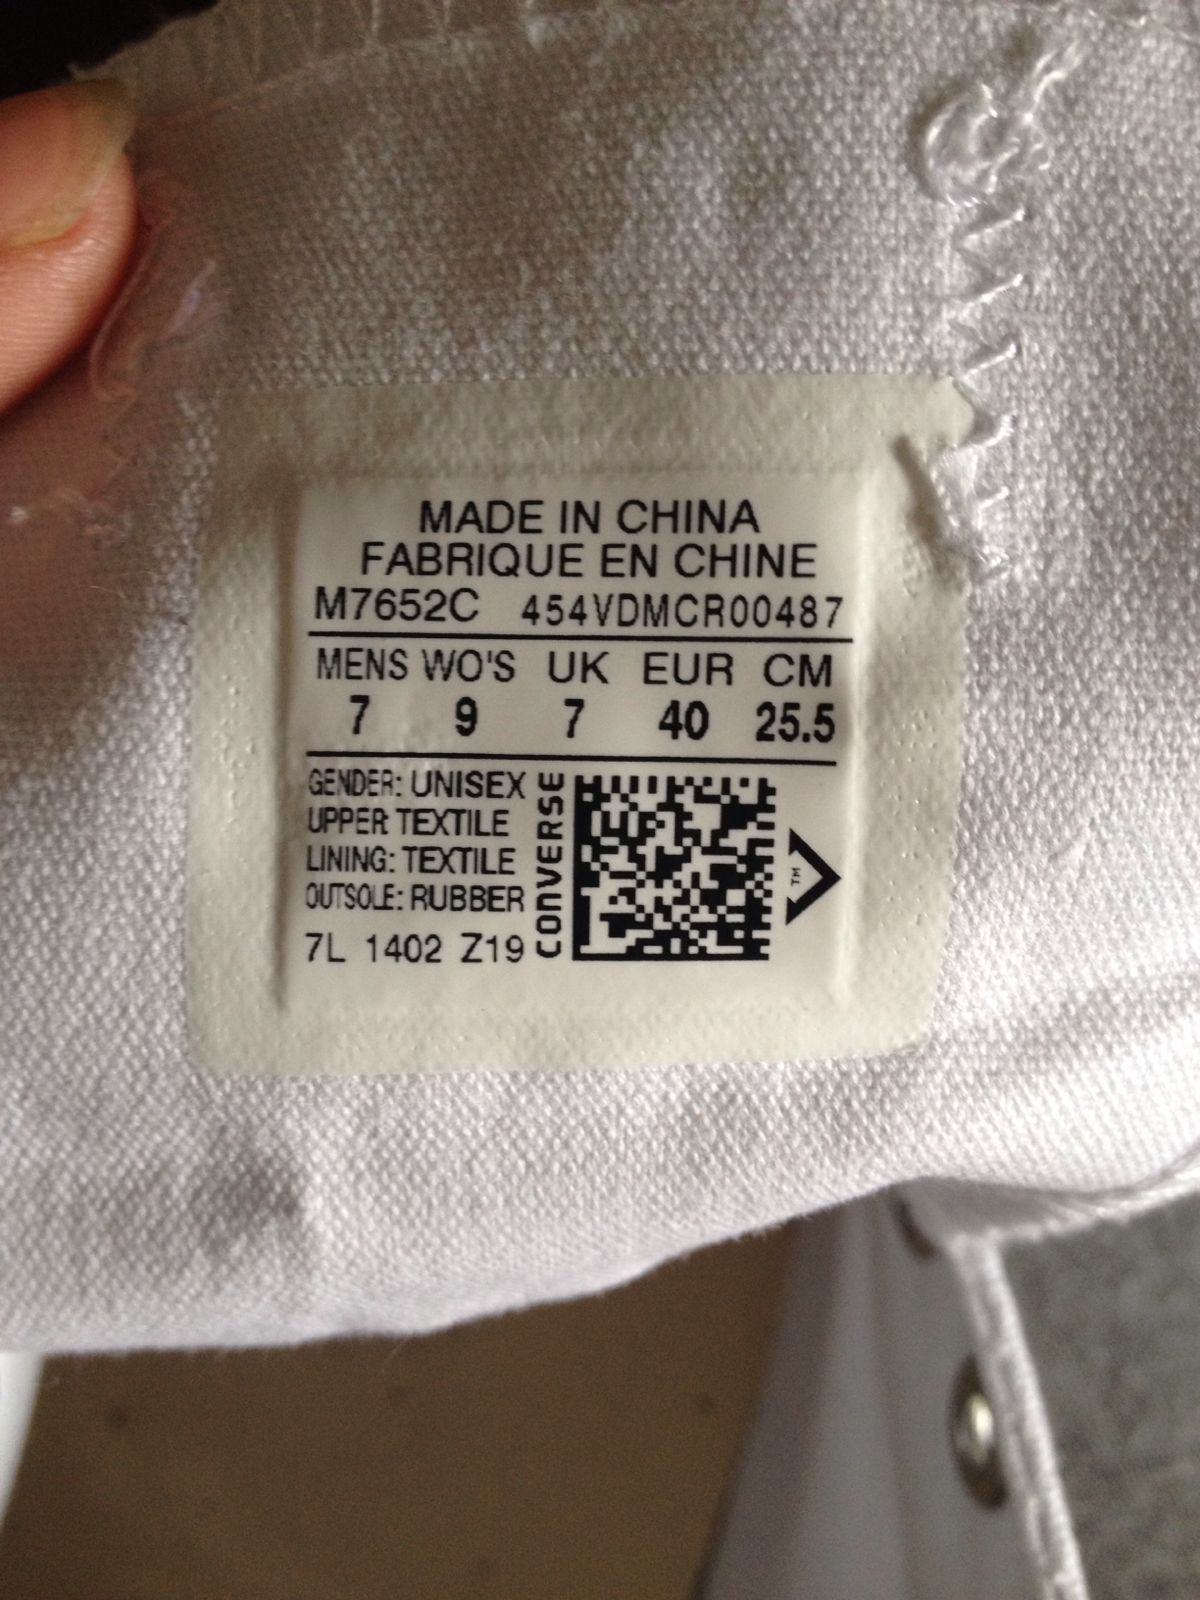 MADE IN CHINA
FABRIQUE EN CHINE
M7652C 454VDMCR00487
MENS WO'S UK EUR CM
7 9 7 40 25.5
GENDER: UNISEX
UPPER TEXTILE
LINING: TEXTILE
OUTSOLE: RUBBER
7L 1402 Z19
CONVERSE
TM